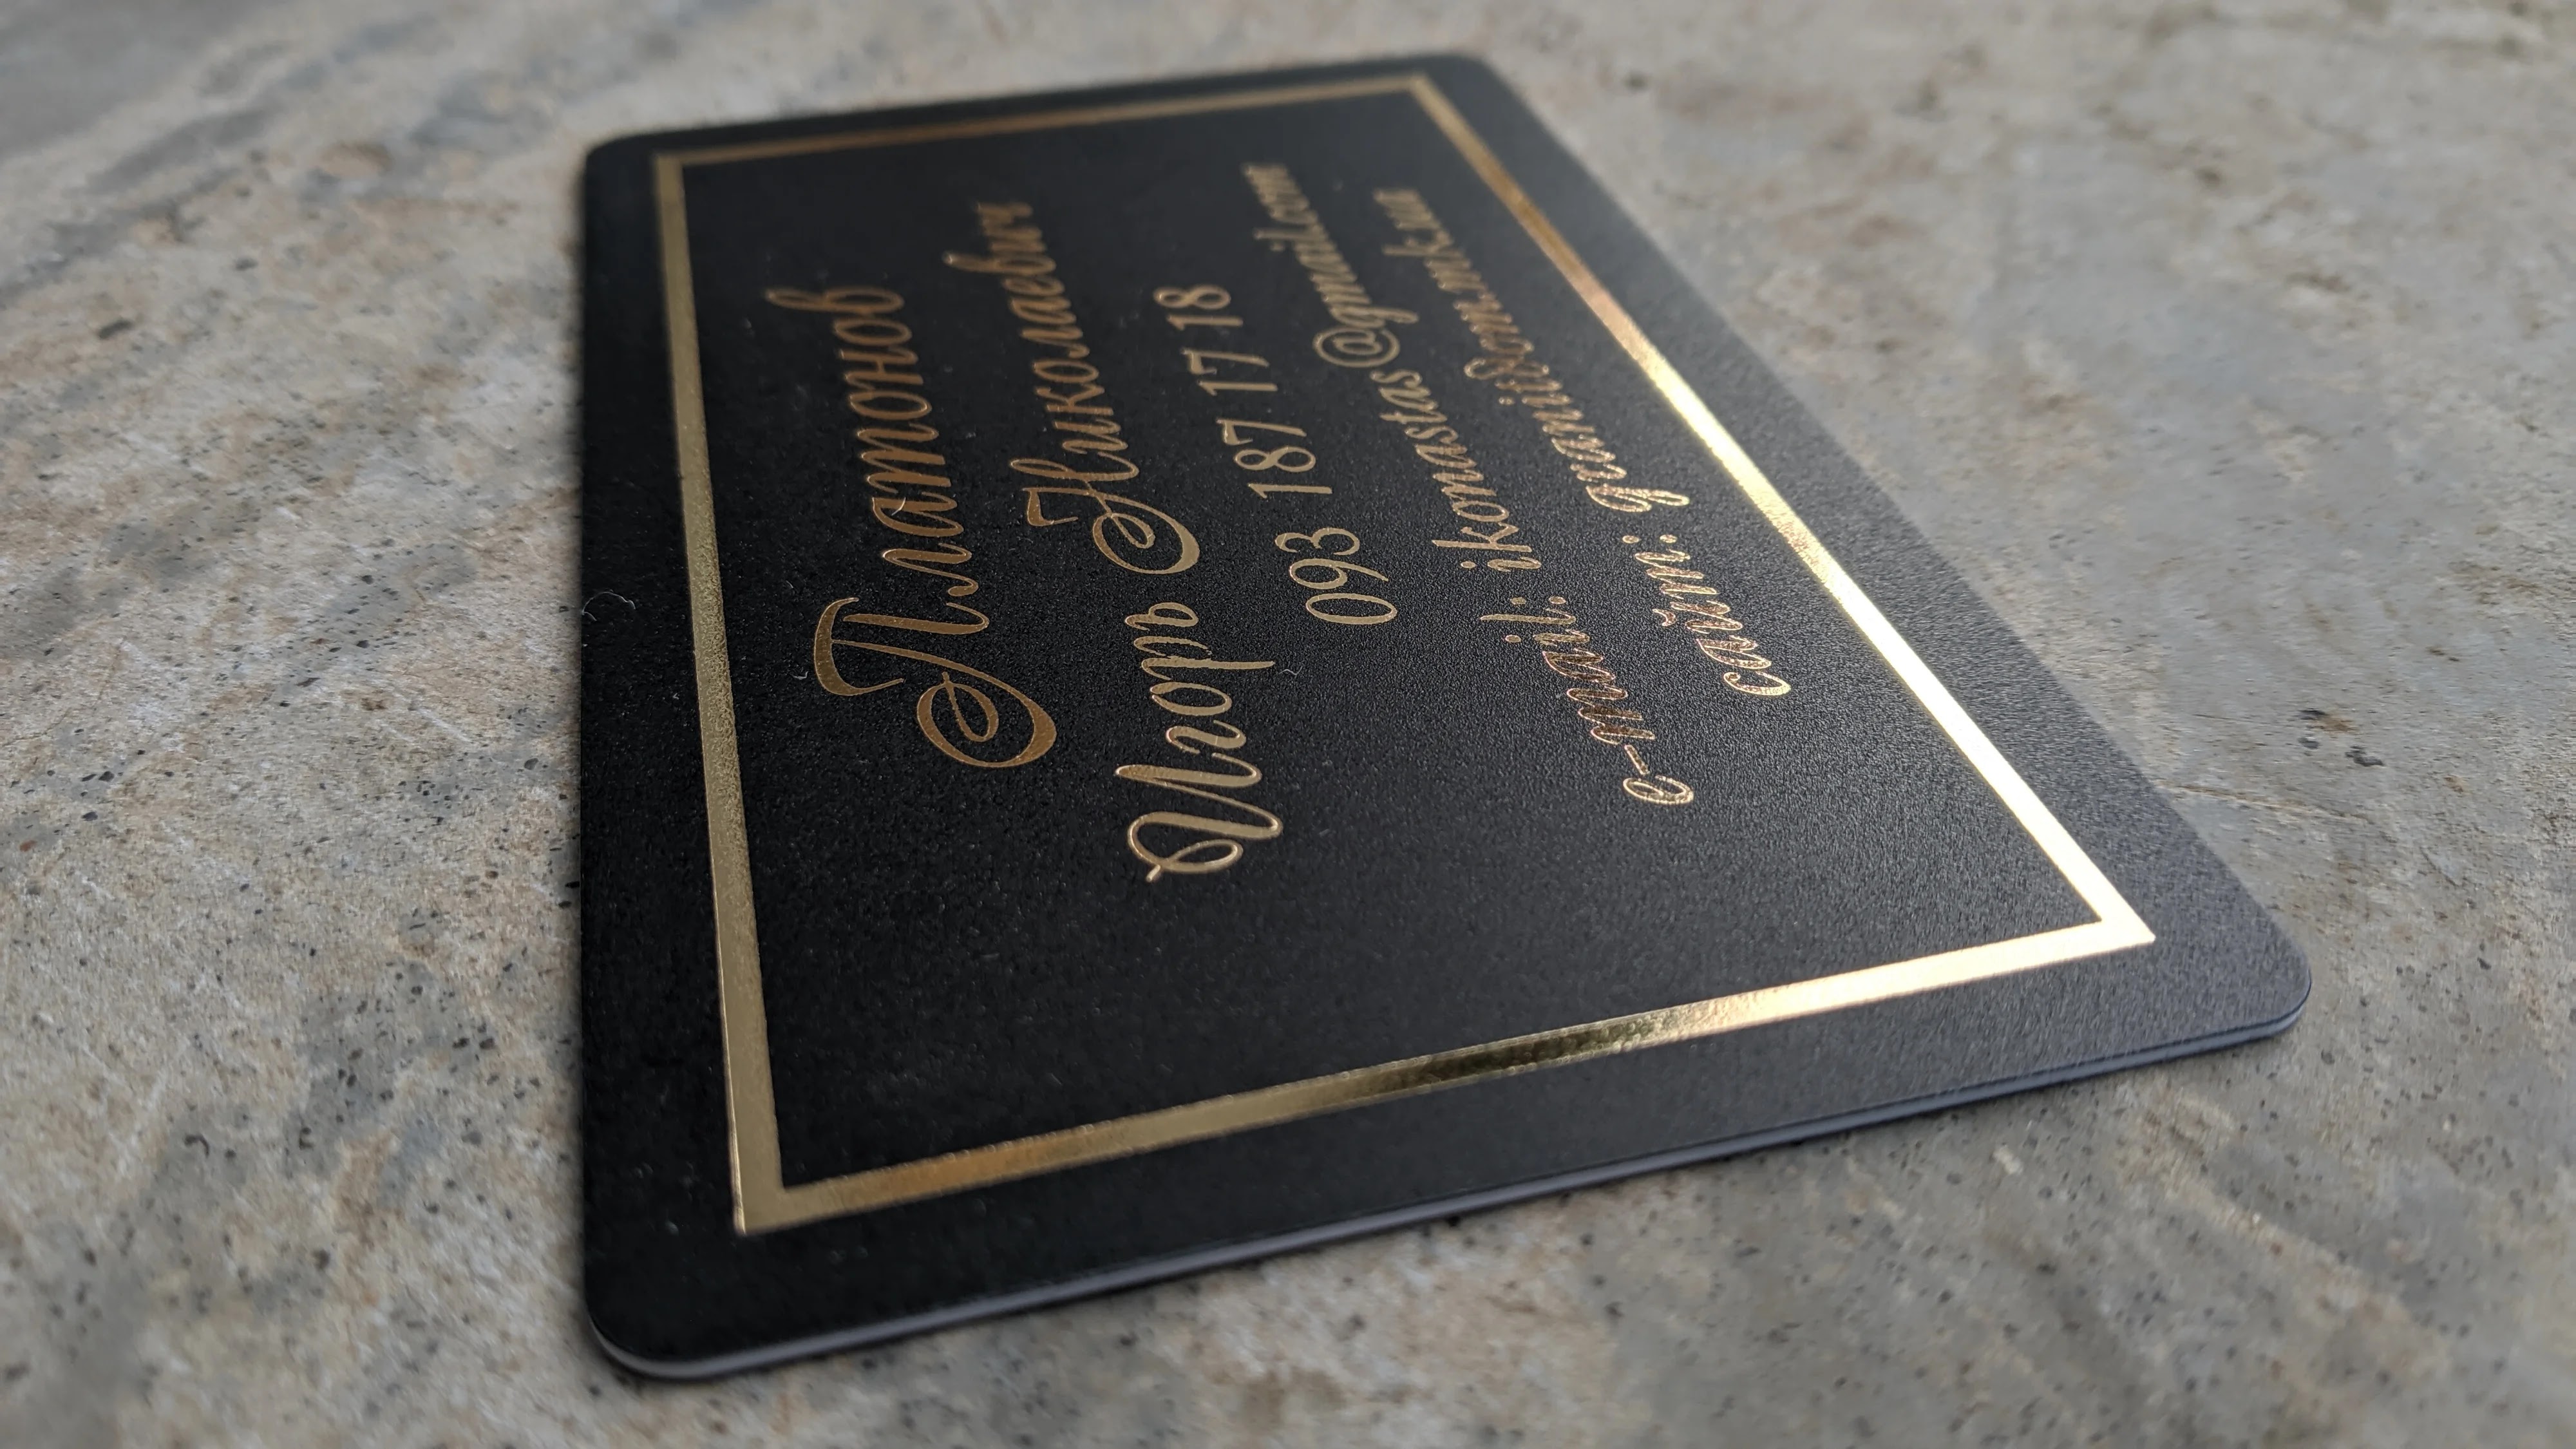 Платонов
Игорь Николаевич
093 187 17 18
e-mail: ikonastas@gmail.com
сайт: